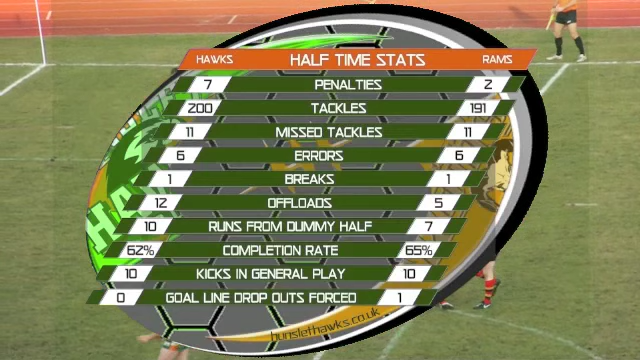 HAWKS HALF TIME STATS RAMS
7 PENALTIES 2
200 TACKLES 191
11 MISSED TACKLES 11
6 ERRORS 6
1 BREAKS 1
12 OFFLOADS 5
10 RUNS FROM DUMMY HALF 7
62% COMPLETION RATE 65%
10 KICKS IN GENERAL PLAY 10
0 GOAL LINE DROP OUTS FORCED 1
hunslethawks.co.uk